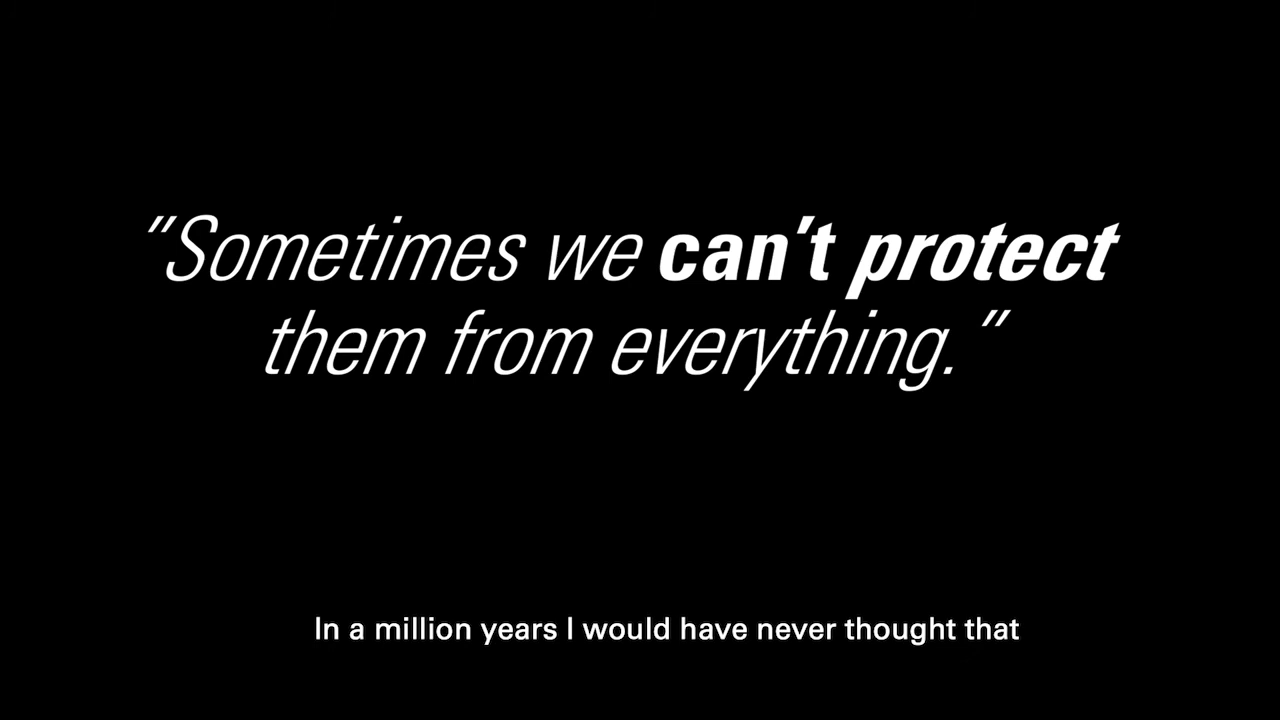 ”Sometimes we can’t protect
them from everything.”
In a million years I would have never thought that